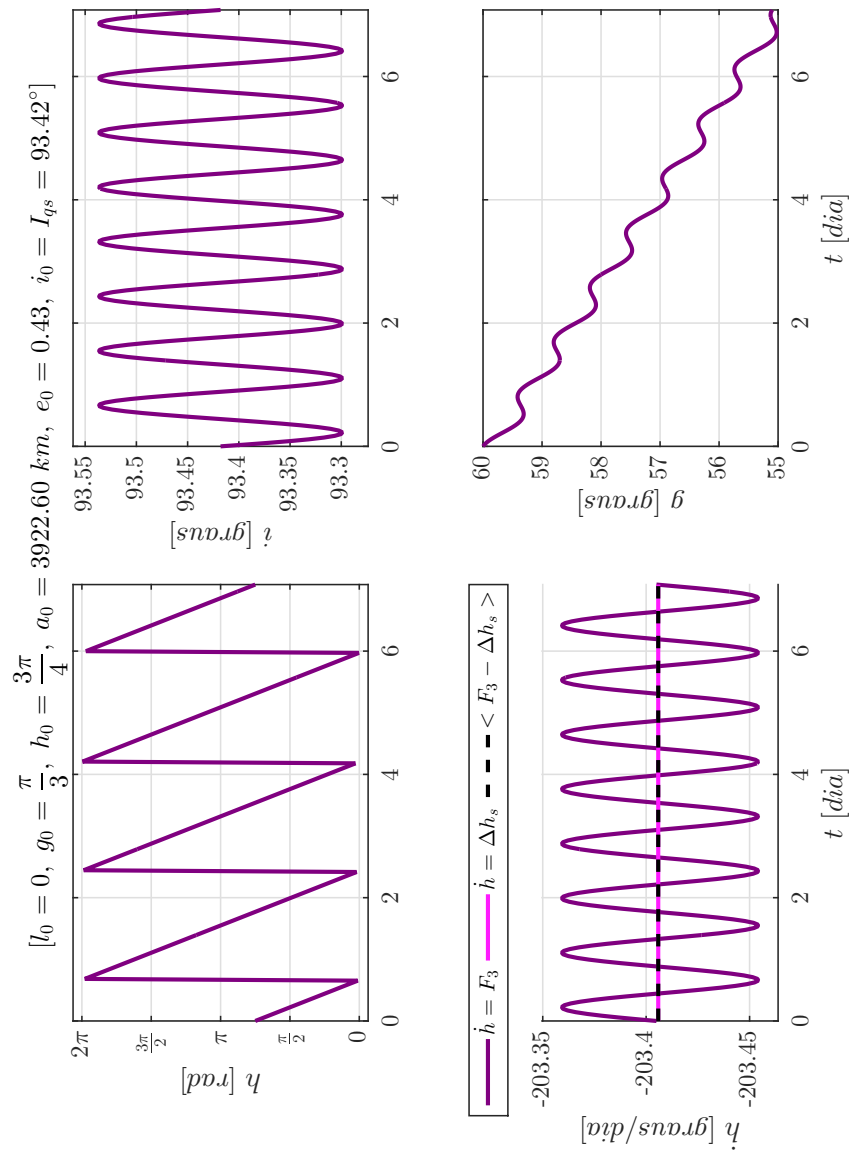 [l₀ = 0, g₀ = π/3, h₀ = 3π/4, a₀ = 3922.60 km, e₀ = 0.43, i₀ = I_qs = 93.42°]
h [rad]
2π
3π/2
π
π/2
0
0 2 4 6
i [graus]
93.55
93.5
93.45
93.4
93.35
93.3
0 2 4 6
ḣ = F₃ ḣ = Δh_s < F₃ − Δh_s >
ḣ [graus/dia]
-203.35
-203.4
-203.45
0 2 4 6
t [dia]
g [graus]
60
59
58
57
56
55
0 2 4 6
t [dia]